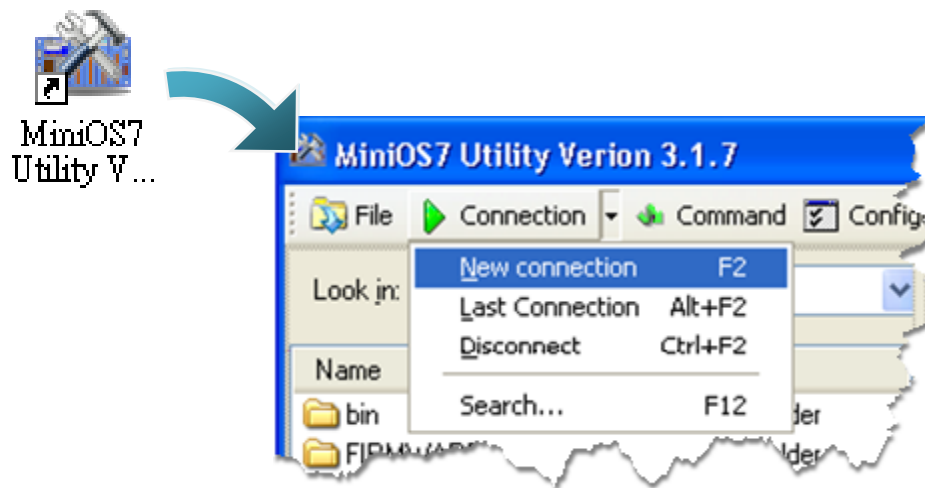 MiniOS7
Utility V...
MiniOS7 Utility Verion 3.1.7
File Connection Command Config
Look in:
New connection F2
Last Connection Alt+F2
Disconnect Ctrl+F2
Search... F12
Name
bin